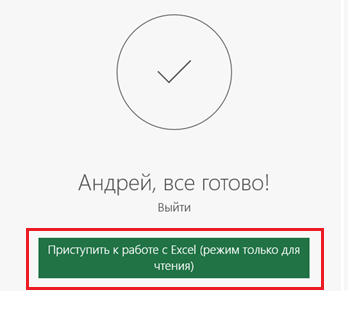 Андрей, все готово!
Выйти
Приступить к работе с Excel (режим только для
чтения)